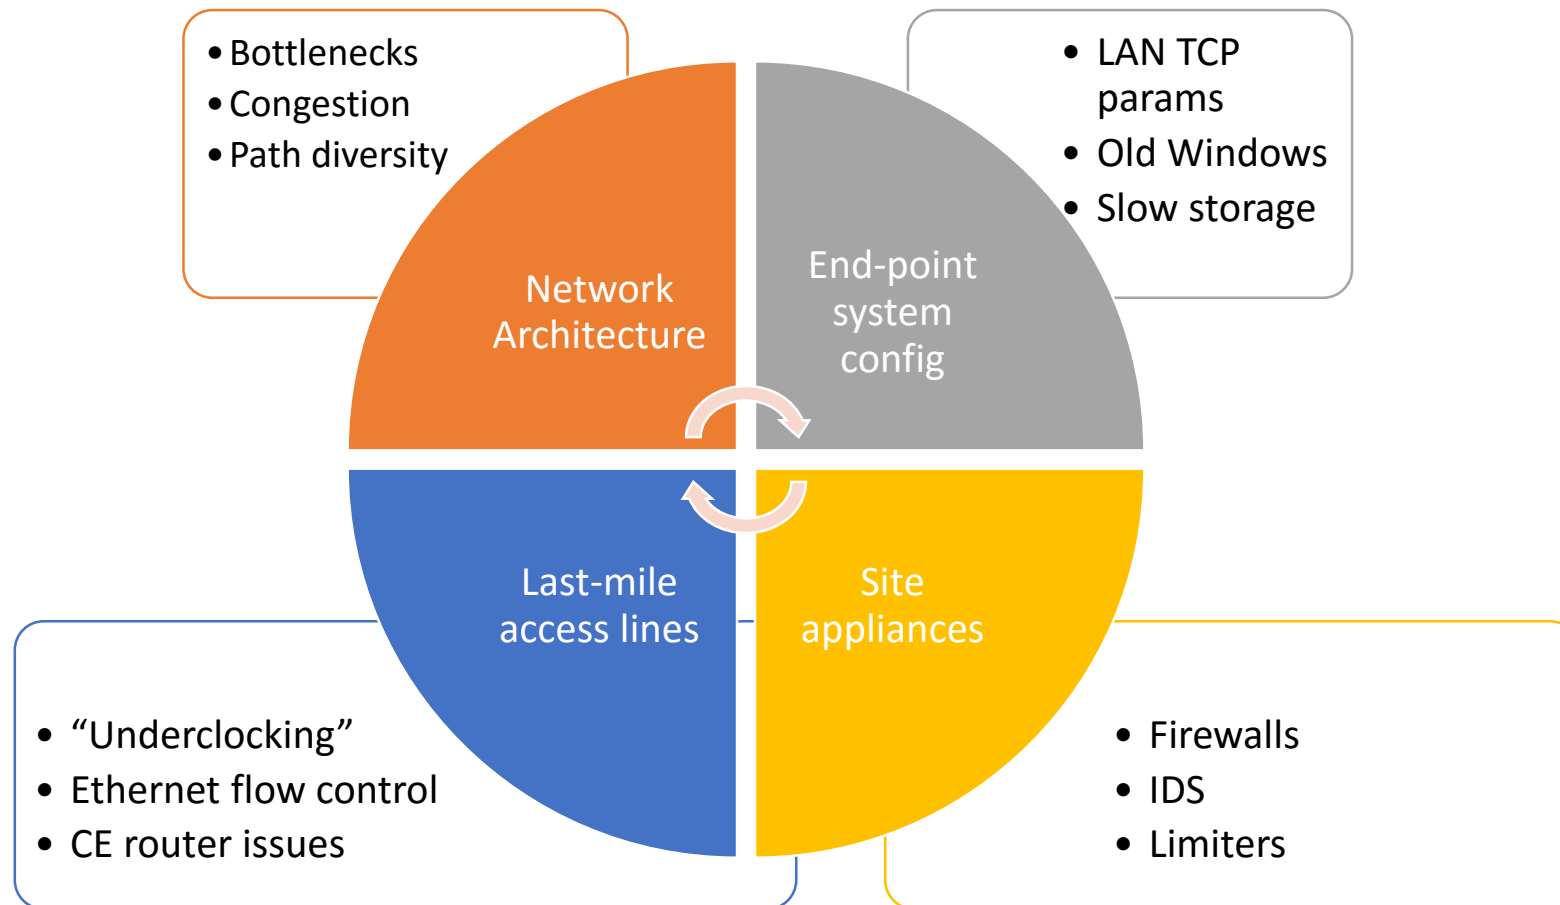 • Bottlenecks
• Congestion
• Path diversity
Network
Architecture
• LAN TCP
params
• Old Windows
• Slow storage
End-point
system
config
Last-mile
access lines
• “Underclocking”
• Ethernet flow control
• CE router issues
Site
appliances
• Firewalls
• IDS
• Limiters